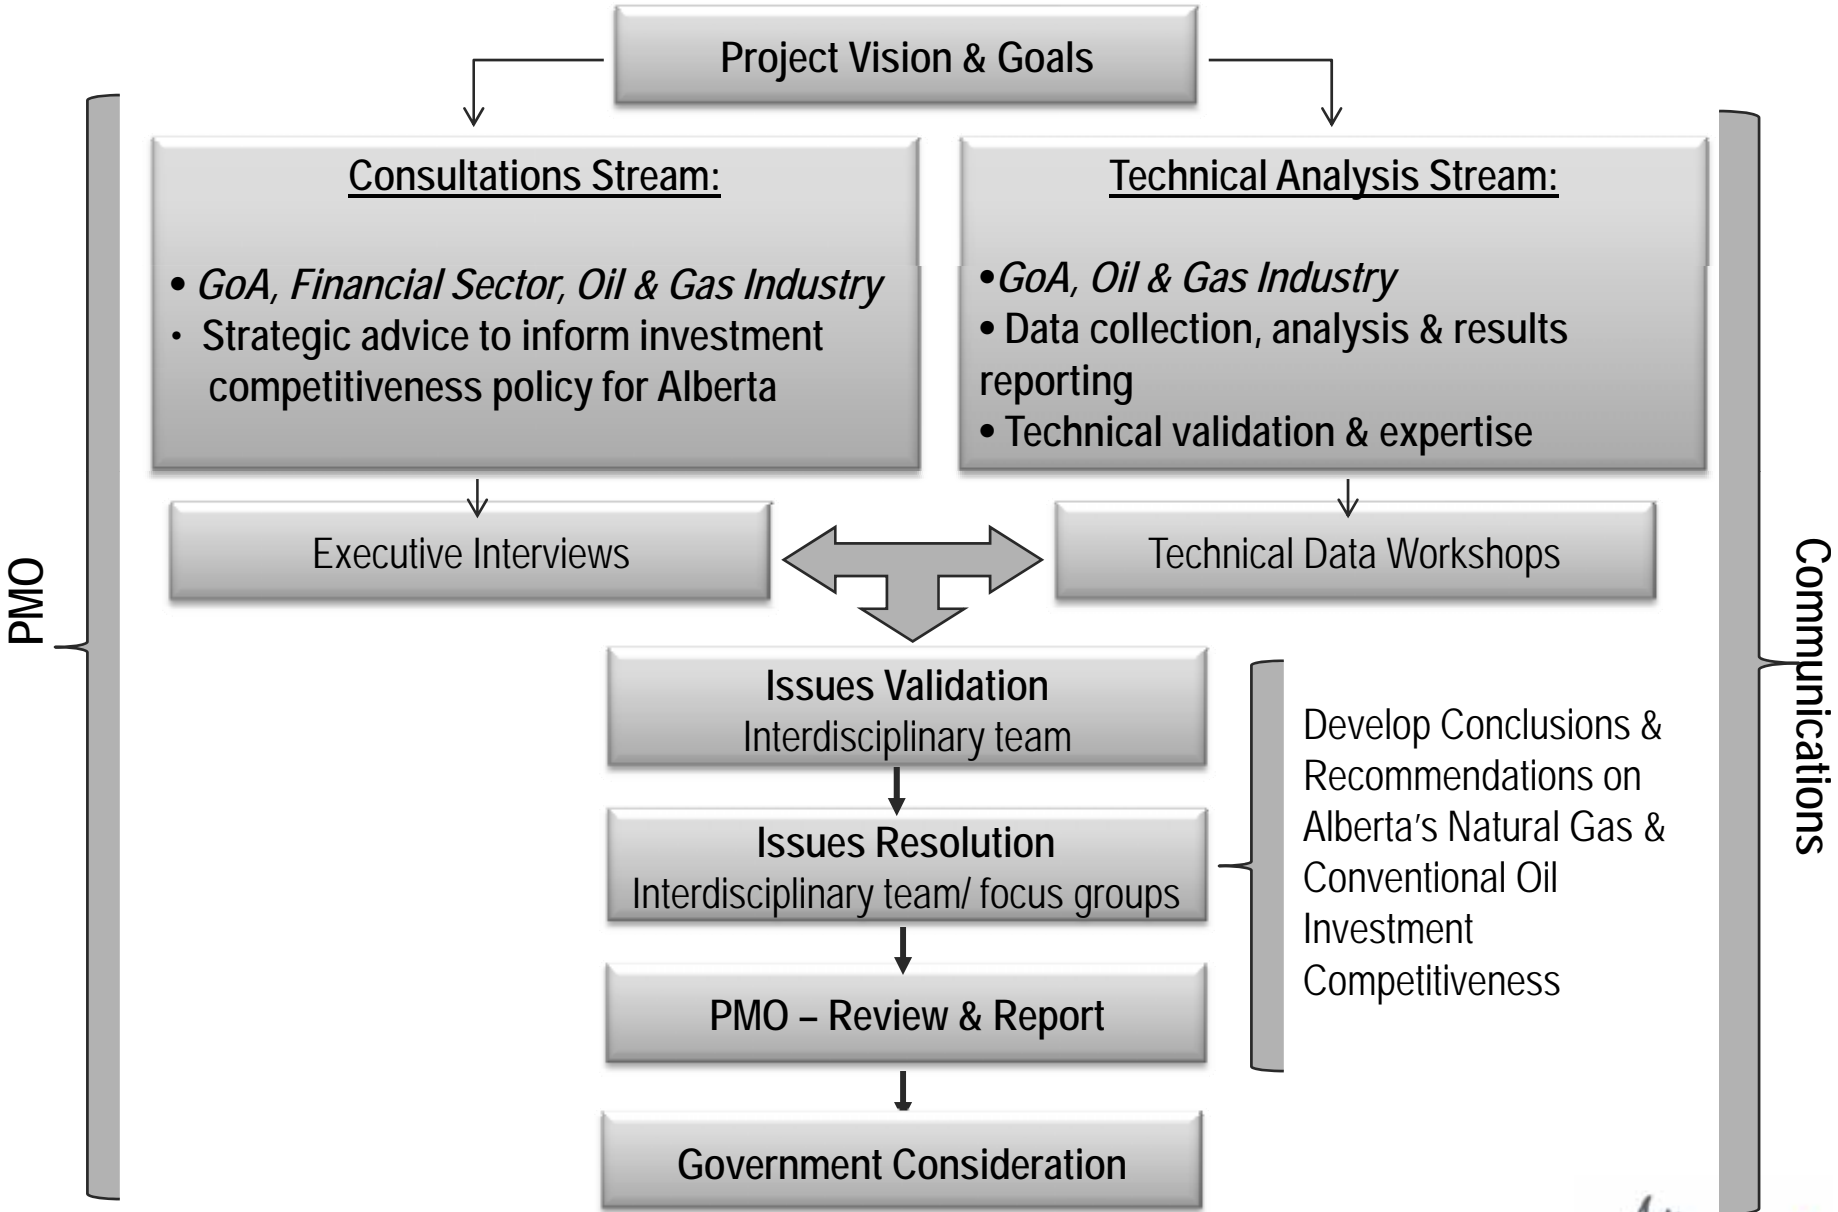 Project Vision & Goals
Consultations Stream:
• GoA, Financial Sector, Oil & Gas Industry
• Strategic advice to inform investment
competitiveness policy for Alberta
Technical Analysis Stream:
•GoA, Oil & Gas Industry
• Data collection, analysis & results
reporting
• Technical validation & expertise
Executive Interviews
Technical Data Workshops
PMO
Communications
Issues Validation
Interdisciplinary team
Issues Resolution
Interdisciplinary team/ focus groups
PMO – Review & Report
Government Consideration
Develop Conclusions &
Recommendations on
Alberta's Natural Gas &
Conventional Oil
Investment
Competitiveness